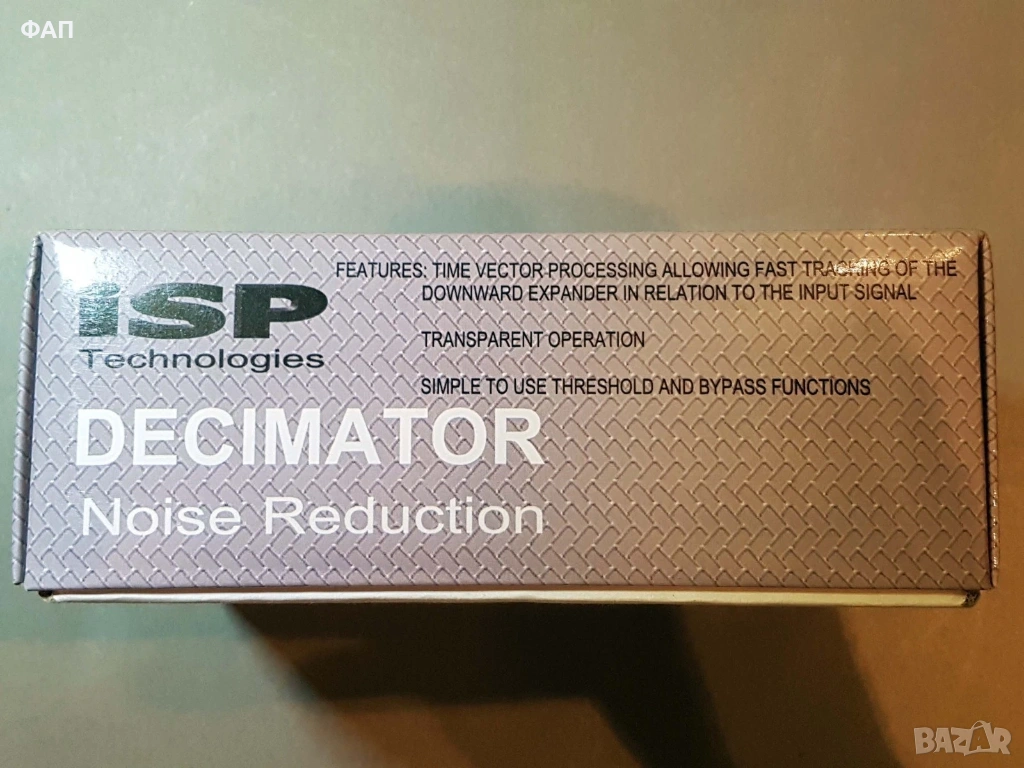 ФАП
iSP
Technologies
FEATURES: TIME VECTOR PROCESSING ALLOWING FAST TRACKING OF THE
DOWNWARD EXPANDER IN RELATION TO THE INPUT SIGNAL
TRANSPARENT OPERATION
SIMPLE TO USE THRESHOLD AND BYPASS FUNCTIONS
DECIMATOR
Noise Reduction
BAZAR